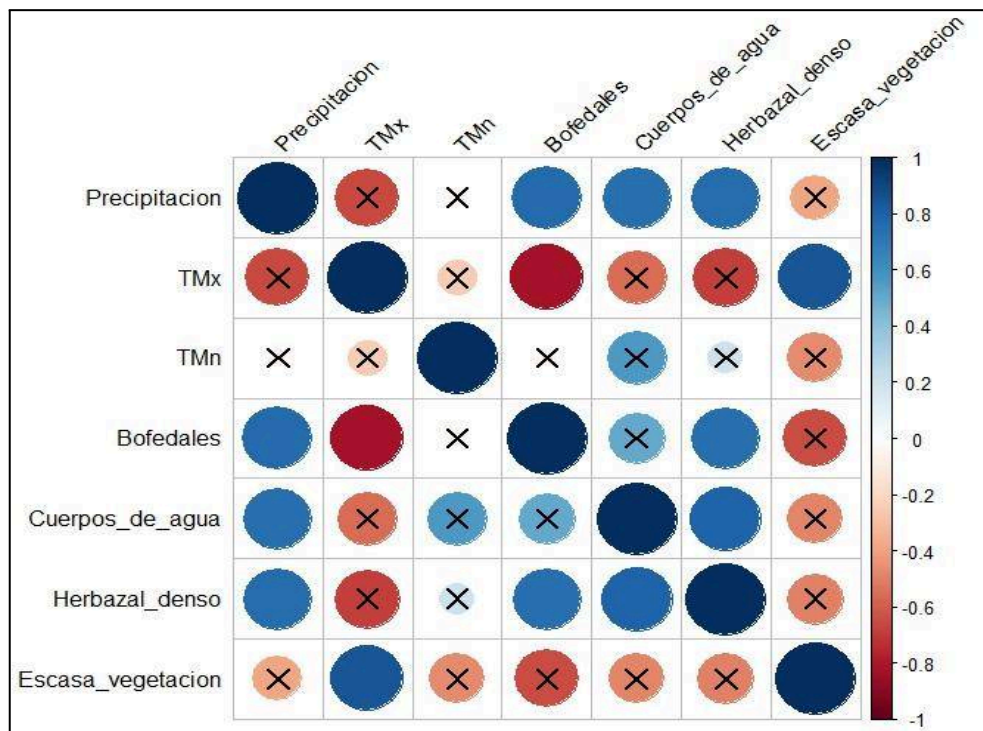 Precipitacion
TMx
TMn
Bofedales
Cuerpos_de_agua
Herbazal_denso
Escasa_vegetacion
Precipitacion
TMx
TMn
Bofedales
Cuerpos_de_agua
Herbazal_denso
Escasa_vegetacion
1
0.8
0.6
0.4
0.2
0
-0.2
-0.4
-0.6
-0.8
-1